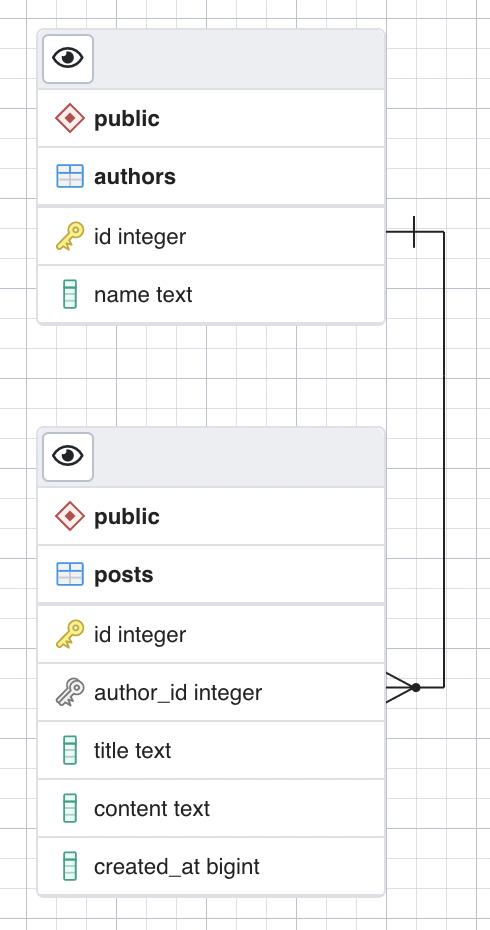 public
authors
id integer
name text
public
posts
id integer
author_id integer
title text
content text
created_at bigint